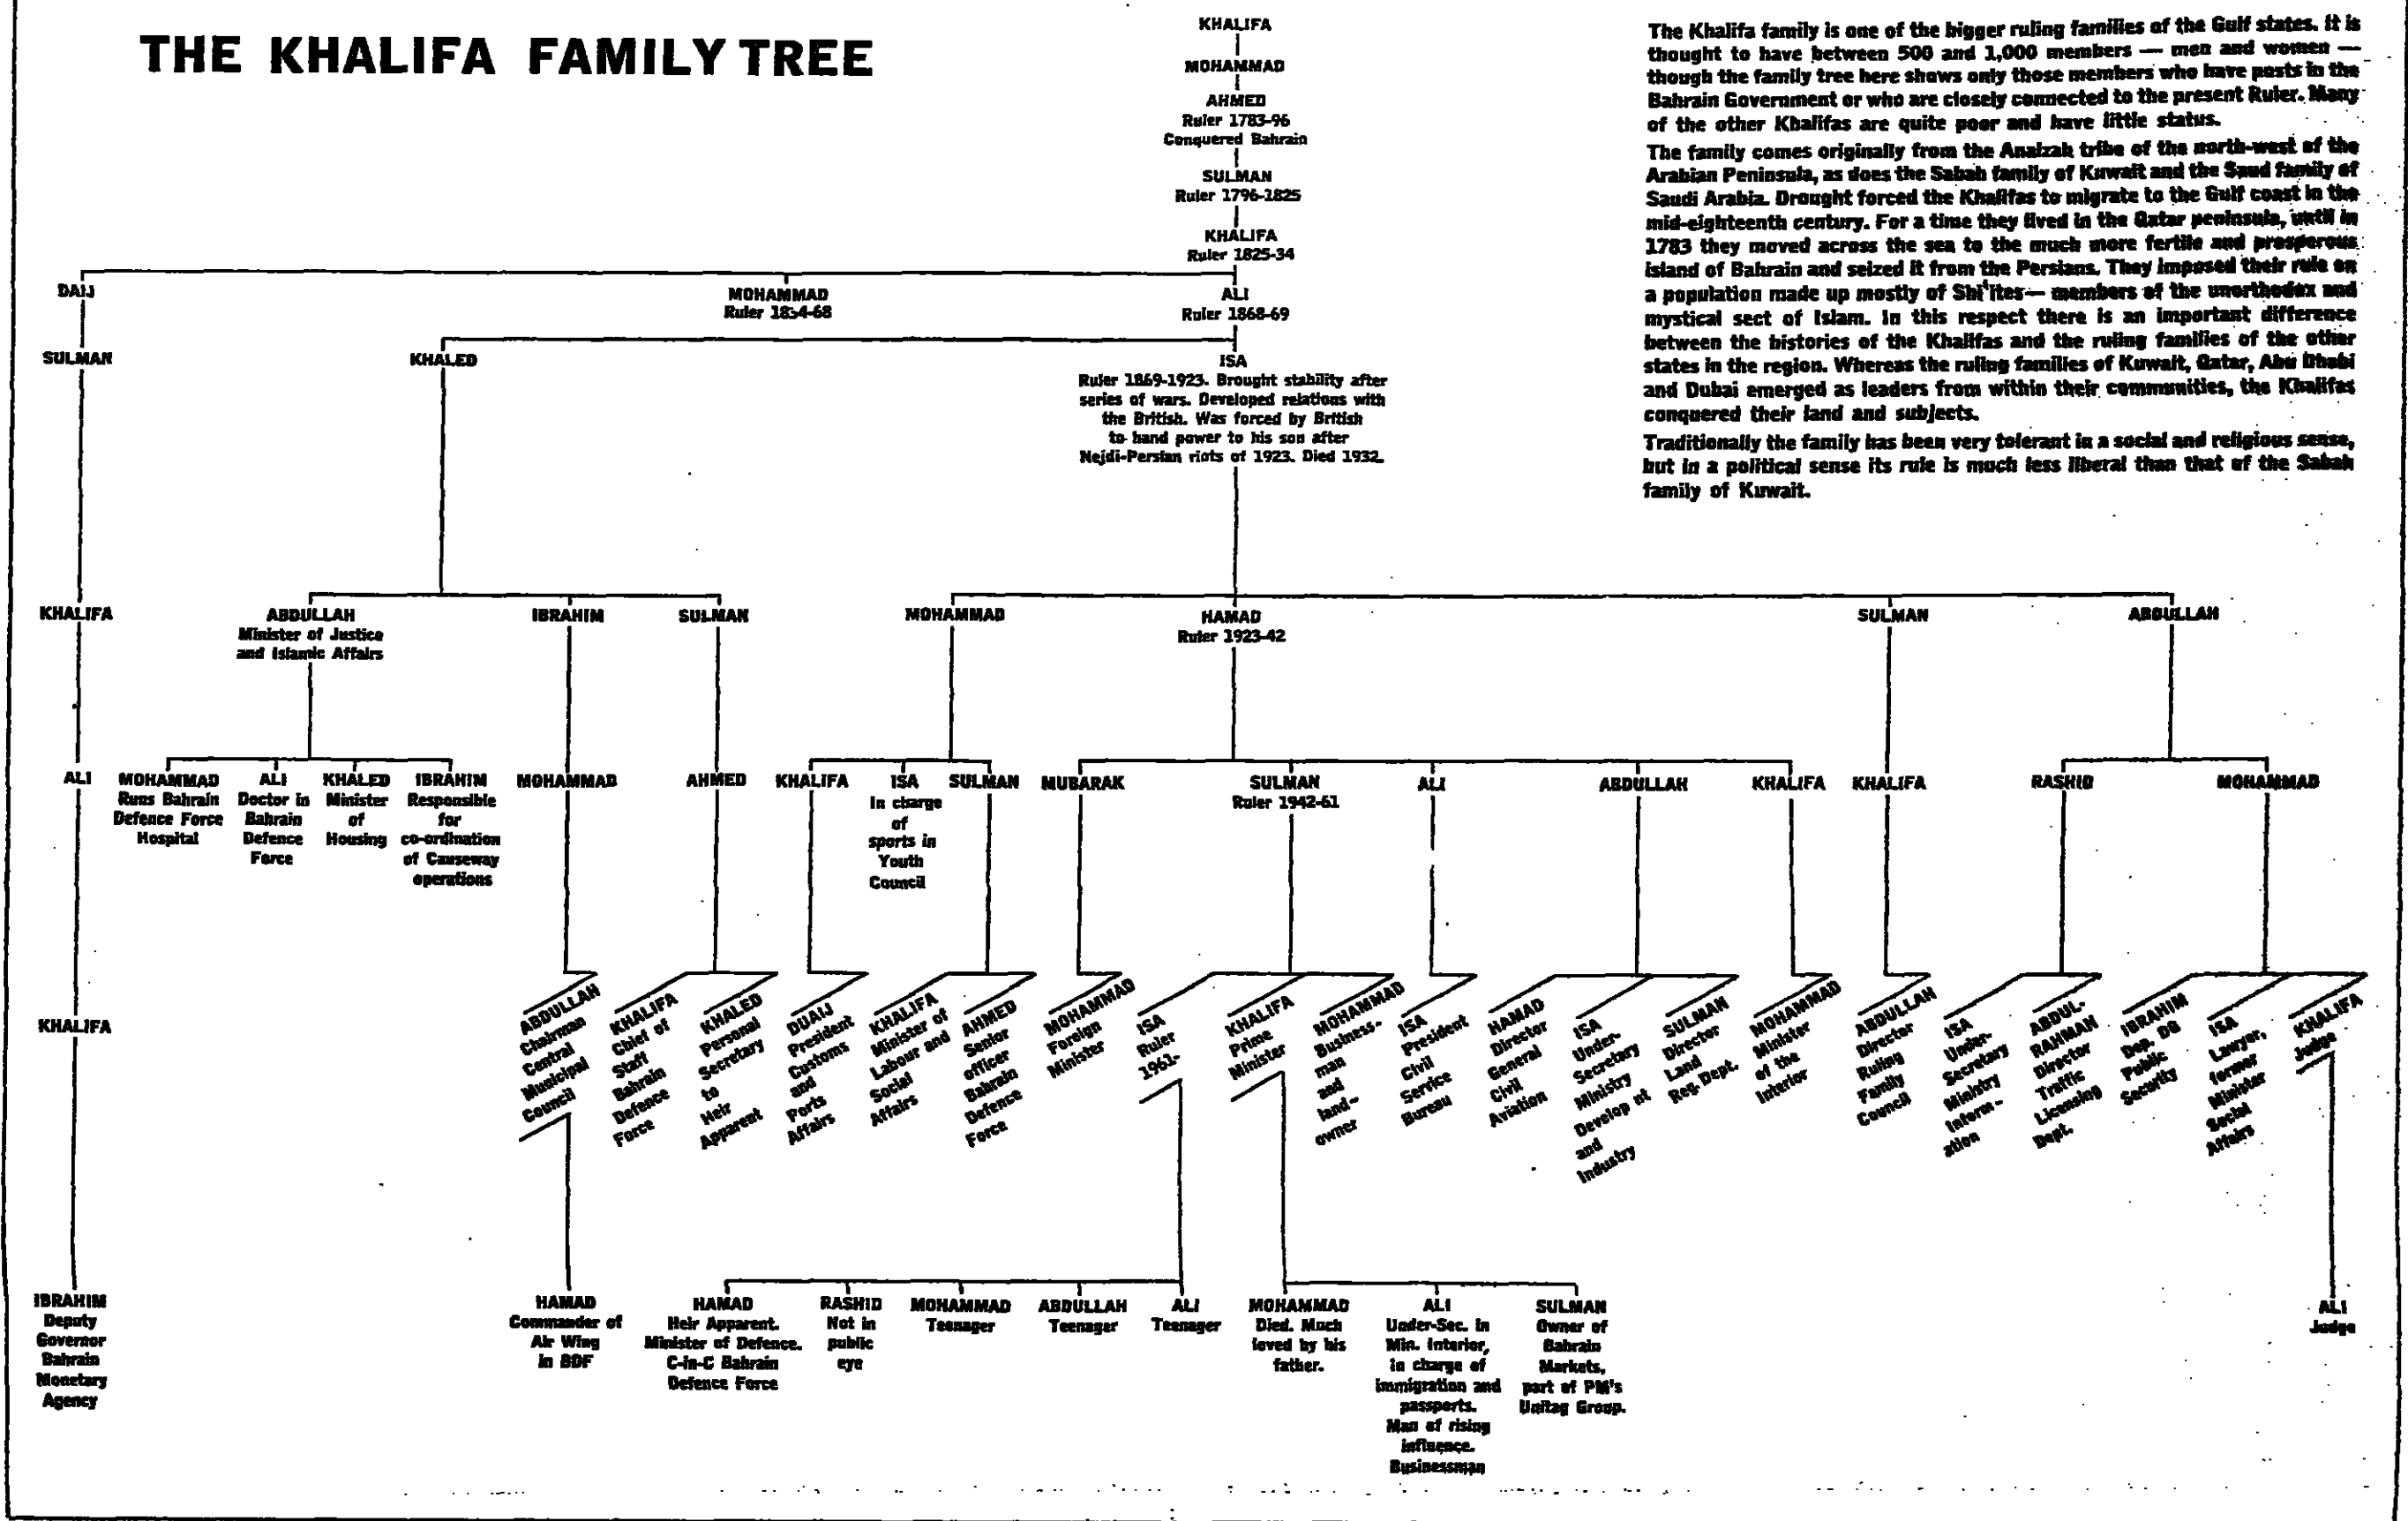 THE KHALIFA FAMILY TREE
KHALIFA
MOHAMMAD
AHMED
Ruler 1783-96
Conquered Bahrain
SULMAN
Ruler 1796-1825
KHALIFA
Ruler 1825-34
The Khalifa family is one of the bigger ruling families of the Gulf states. It is
thought to have between 500 and 1,000 members — men and women —
though the family tree here shows only those members who have posts in the
Bahrain Government or who are closely connected to the present Ruler. Many
of the other Khalifas are quite poor and have little status.
The family comes originally from the Anaizah tribe of the north-west of the
Arabian Peninsula, as does the Sabah family of Kuwait and the Saud family of
Saudi Arabia. Drought forced the Khalifas to migrate to the Gulf coast in the
mid-eighteenth century. For a time they lived in the Qatar peninsula, until in
1783 they moved across the sea to the much more fertile and prosperous
island of Bahrain and seized it from the Persians. They imposed their rule on
a population made up mostly of Shi'ites — members of the unorthodox and
mystical sect of Islam. In this respect there is an important difference
between the histories of the Khalifas and the ruling families of the other
states in the region. Whereas the ruling families of Kuwait, Qatar, Abu Dhabi
and Dubai emerged as leaders from within their communities, the Khalifas
conquered their land and subjects.
Traditionally the family has been very tolerant in a social and religious sense,
but in a political sense its rule is much less liberal than that of the Sabah
family of Kuwait.
DAIJ
MOHAMMAD
Ruler 1834-68
ALI
Ruler 1868-69
SULMAN
KHALED
ISA
Ruler 1869-1923. Brought stability after
series of wars. Developed relations with
the British. Was forced by British
to hand power to his son after
Nejdi-Persian riots of 1923. Died 1932.
KHALIFA
ABDULLAH
Minister of Justice
and Islamic Affairs
IBRAHIM
SULMAN
MOHAMMAD
HAMAD
Ruler 1923-42
SULMAN
ABDULLAH
ALI
MOHAMMAD
Runs Bahrain
Defence Force
Hospital
ALI
Doctor in
Bahrain
Defence
Force
KHALED
Minister
of
Housing
IBRAHIM
Responsible
for
co-ordination
of Causeway
operations
MOHAMMAD
AHMED
KHALIFA
ISA
In charge
of
sports in
Youth
Council
SULMAN
MUBARAK
SULMAN
Ruler 1942-61
ALI
ABDULLAH
KHALIFA
KHALIFA
RASHID
MOHAMMAD
KHALIFA
ABDULLAH
Chairman
Central
Municipal
Council
KHALIFA
Chief of
Staff
Bahrain
Defence
Force
KHALED
Personal
Secretary
to
Heir
Apparent
DUAIJ
President
Customs
and
Ports
Affairs
KHALIFA
Minister of
Labour and
Social
Affairs
AHMED
Senior
officer
Bahrain
Defence
Force
MOHAMMAD
Foreign
Minister
ISA
Ruler
1961-
KHALIFA
Prime
Minister
MOHAMMAD
Business-
man
and
land-
owner
ISA
President
Civil
Service
Bureau
HAMAD
Director
General
Civil
Aviation
ISA
Under-
Secretary
Ministry
Develop nt
and
Industry
SULMAN
Director
Land
Reg Dept.
MOHAMMAD
Minister
of the
Interior
ABDULLAH
Director
Ruling
Family
Council
ISA
Under-
Secretary
Ministry
Inform-
ation
ABDUL-
RAHMAN
Director
Traffic
Licensing
Dept.
IBRAHIM
Dep. DG
Public
Security
ISA
Lawyer,
former
Minister
Social
Affairs
KHALIFA
Judge
IBRAHIM
Deputy
Governor
Bahrain
Monetary
Agency
HAMAD
Commander of
Air Wing
in BDF
HAMAD
Heir Apparent.
Minister of Defence.
C-in-C Bahrain
Defence Force
RASHID
Not in
public
eye
MOHAMMAD
Teenager
ABDULLAH
Teenager
ALI
Teenager
MOHAMMAD
Died. Much
loved by his
father.
ALI
Under-Sec. in
Min. Interior,
in charge of
immigration and
passports.
Man of rising
influence.
Businessman
SULMAN
Owner of
Bahrain
Markets,
part of PM's
Unitag Group.
ALI
Judge